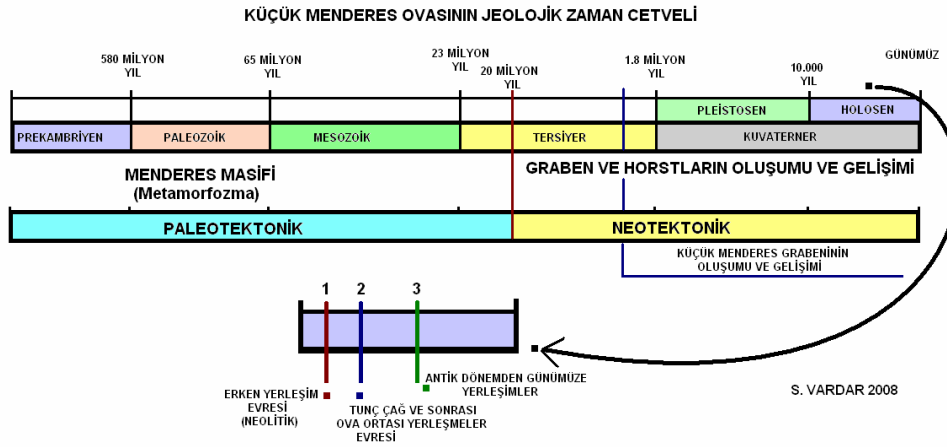 KÜÇÜK MENDERES OVASININ JEOLOJİK ZAMAN CETVELİ
580 MİLYON
YIL
65 MİLYON
YIL
23 MİLYON
YIL
20 MİLYON
YIL
1.8 MİLYON
YIL
10.000
YIL
GÜNÜMÜZ
PLEİSTOSEN
HOLOSEN
PREKAMBRİYEN
PALEOZOİK
MESOZOİK
TERSİYER
KUVATERNER
MENDERES MASİFİ
(Metamorfozma)
GRABEN VE HORSTLARIN OLUŞUMU VE GELİŞİMİ
PALEOTEKTONİK
NEOTEKTONİK
KÜÇÜK MENDERES GRABENİNİN
OLUŞUMU VE GELİŞİMİ
1
2
3
ERKEN YERLEŞİM
EVRESİ
(NEOLİTİK)
TUNÇ ÇAĞ VE SONRASI
OVA ORTASI YERLEŞMELER
EVRESİ
ANTİK DÖNEMDEN GÜNÜMÜZE
YERLEŞİMLER
S. VARDAR 2008